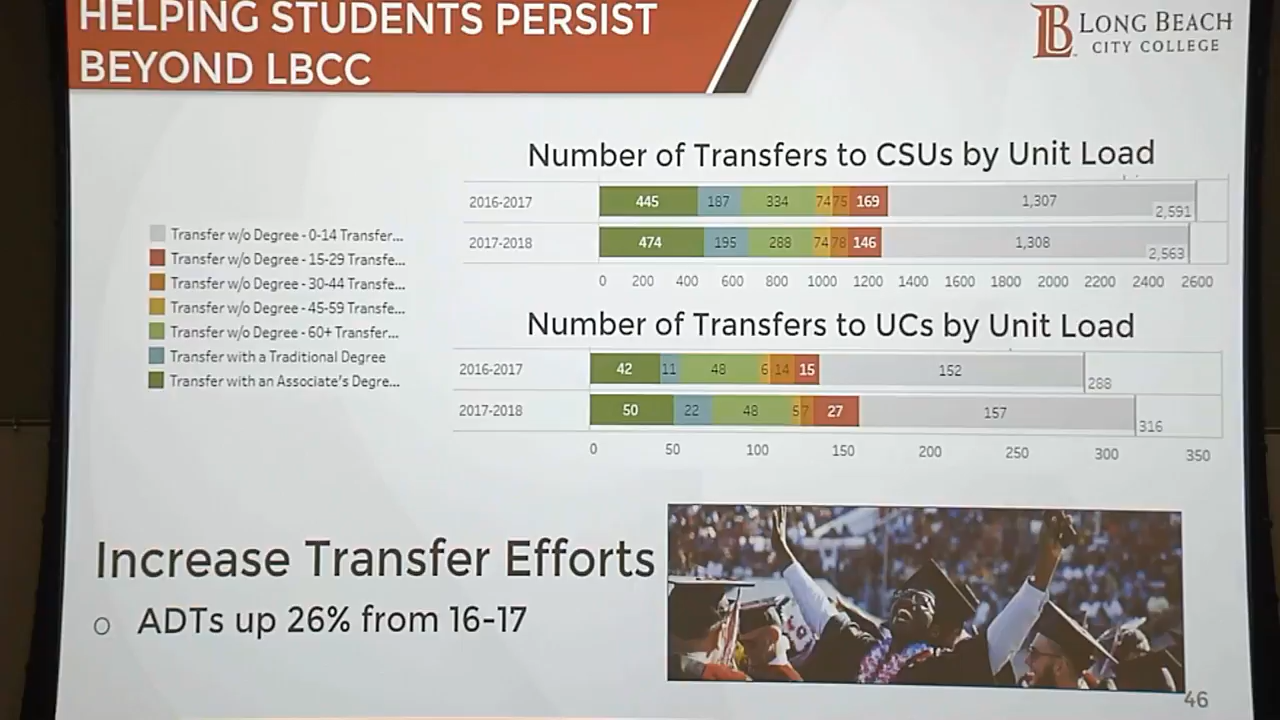 HELPING STUDENTS PERSIST
BEYOND LBCC
LB LONG BEACH
CITY COLLEGE
Number of Transfers to CSUs by Unit Load
2016-2017 445 187 334 74 75 169 1,307 2,591
2017-2018 474 195 288 74 78 146 1,308 2,563
0 200 400 600 800 1000 1200 1400 1600 1800 2000 2200 2400 2600
Transfer w/o Degree - 0-14 Transfer...
Transfer w/o Degree - 15-29 Transfe...
Transfer w/o Degree - 30-44 Transfe...
Transfer w/o Degree - 45-59 Transfe...
Transfer w/o Degree - 60+ Transfer...
Transfer with a Traditional Degree
Transfer with an Associate's Degre...
Number of Transfers to UCs by Unit Load
2016-2017 42 11 48 6 14 15 152 288
2017-2018 50 22 48 5 7 27 157 316
0 50 100 150 200 250 300 350
Increase Transfer Efforts
o ADTs up 26% from 16-17
46